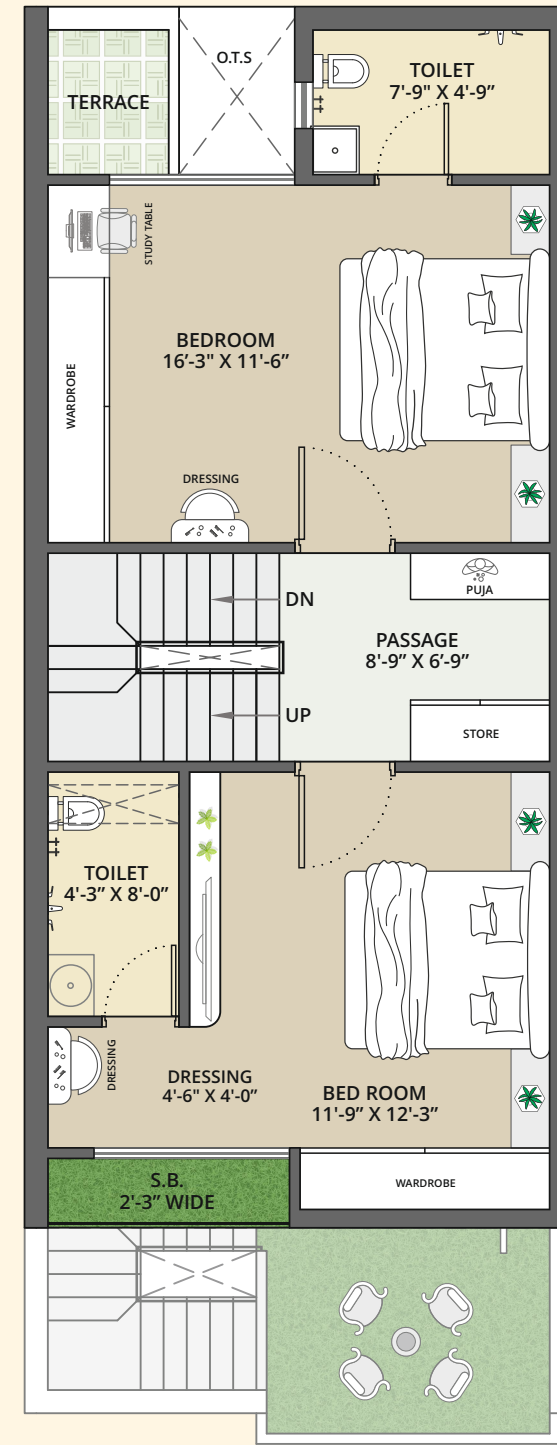 O.T.S
TOILET
7'-9" X 4'-9”
TERRACE
STUDY TABLE
BEDROOM
16’-3" X 11'-6”
WARDROBE
DRESSING
DN
PUJA
PASSAGE
8'-9” X 6’-9”
UP
STORE
TOILET
4'-3” X 8'-0”
DRESSING
DRESSING
4'-6” X 4'-0”
BED ROOM
11'-9” X 12'-3”
S.B.
2'-3” WIDE
WARDROBE